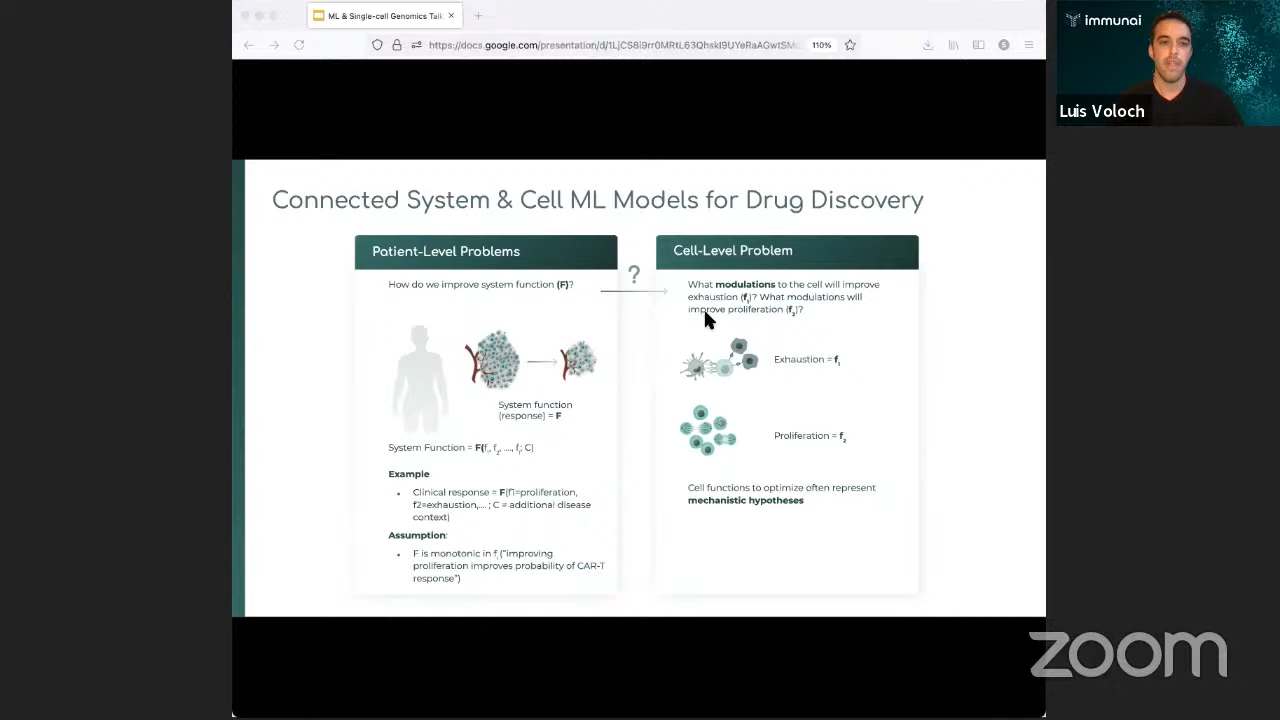 ML & Single-cell Genomics Talk
110%
immunai
Luis Voloch
Connected System & Cell ML Models for Drug Discovery
Patient-Level Problems
How do we improve system function (F)?
System function
(response) = F
System Function = F(f1, f2, ...., fi; C)
Example
• Clinical response = F(f1=proliferation,
f2=exhaustion,... ; C = additional disease
context)
Assumption:
• F is monotonic in fi ("improving
proliferation improves probability of CAR-T
response")
?
Cell-Level Problem
What modulations to the cell will improve
exhaustion (f1)? What modulations will
improve proliferation (f2)?
Exhaustion = f1
Proliferation = f2
Cell functions to optimize often represent
mechanistic hypotheses
zoom